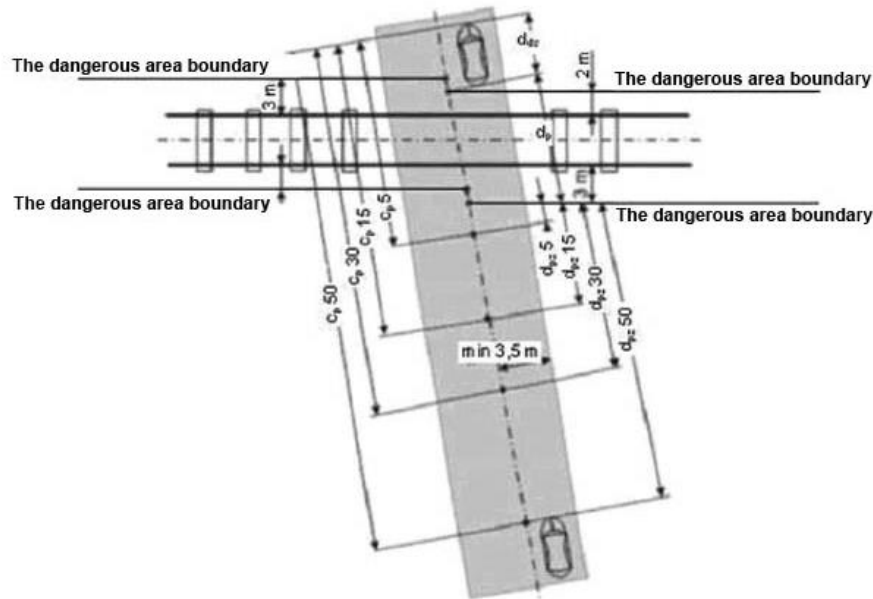 d_dz
The dangerous area boundary
The dangerous area boundary
2 m
3 m
d_p
3 m
The dangerous area boundary
The dangerous area boundary
c_p 5
c_p 15
c_p 30
c_p 50
d_pz 5
d_pz 15
d_pz 30
d_pz 50
min 3,5 m